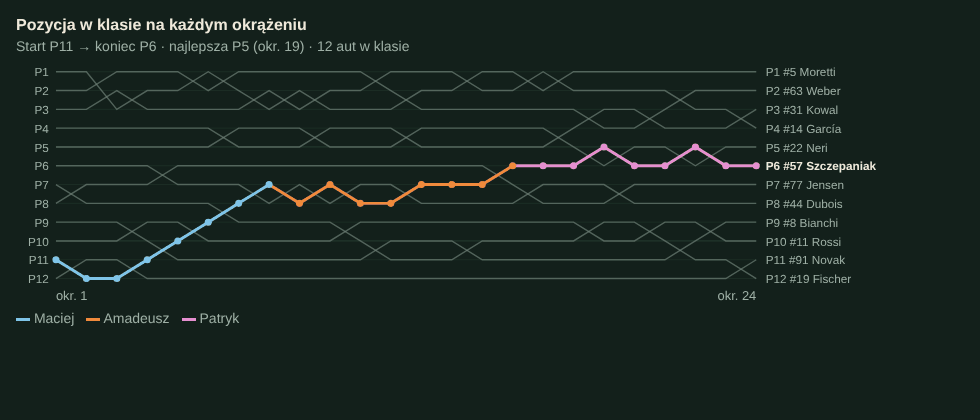 Pozycja w klasie na każdym okrążeniu
Start P11 → koniec P6 · najlepsza P5 (okr. 19) · 12 aut w klasie
P1 P1 #5 Moretti
P2 P2 #63 Weber
P3 P3 #31 Kowal
P4 P4 #14 García
P5 P5 #22 Neri
P6 P6 #57 Szczepaniak
P7 P7 #77 Jensen
P8 P8 #44 Dubois
P9 P9 #8 Bianchi
P10 P10 #11 Rossi
P11 P11 #91 Novak
P12 P12 #19 Fischer
okr. 1 okr. 24
Maciej Amadeusz Patryk